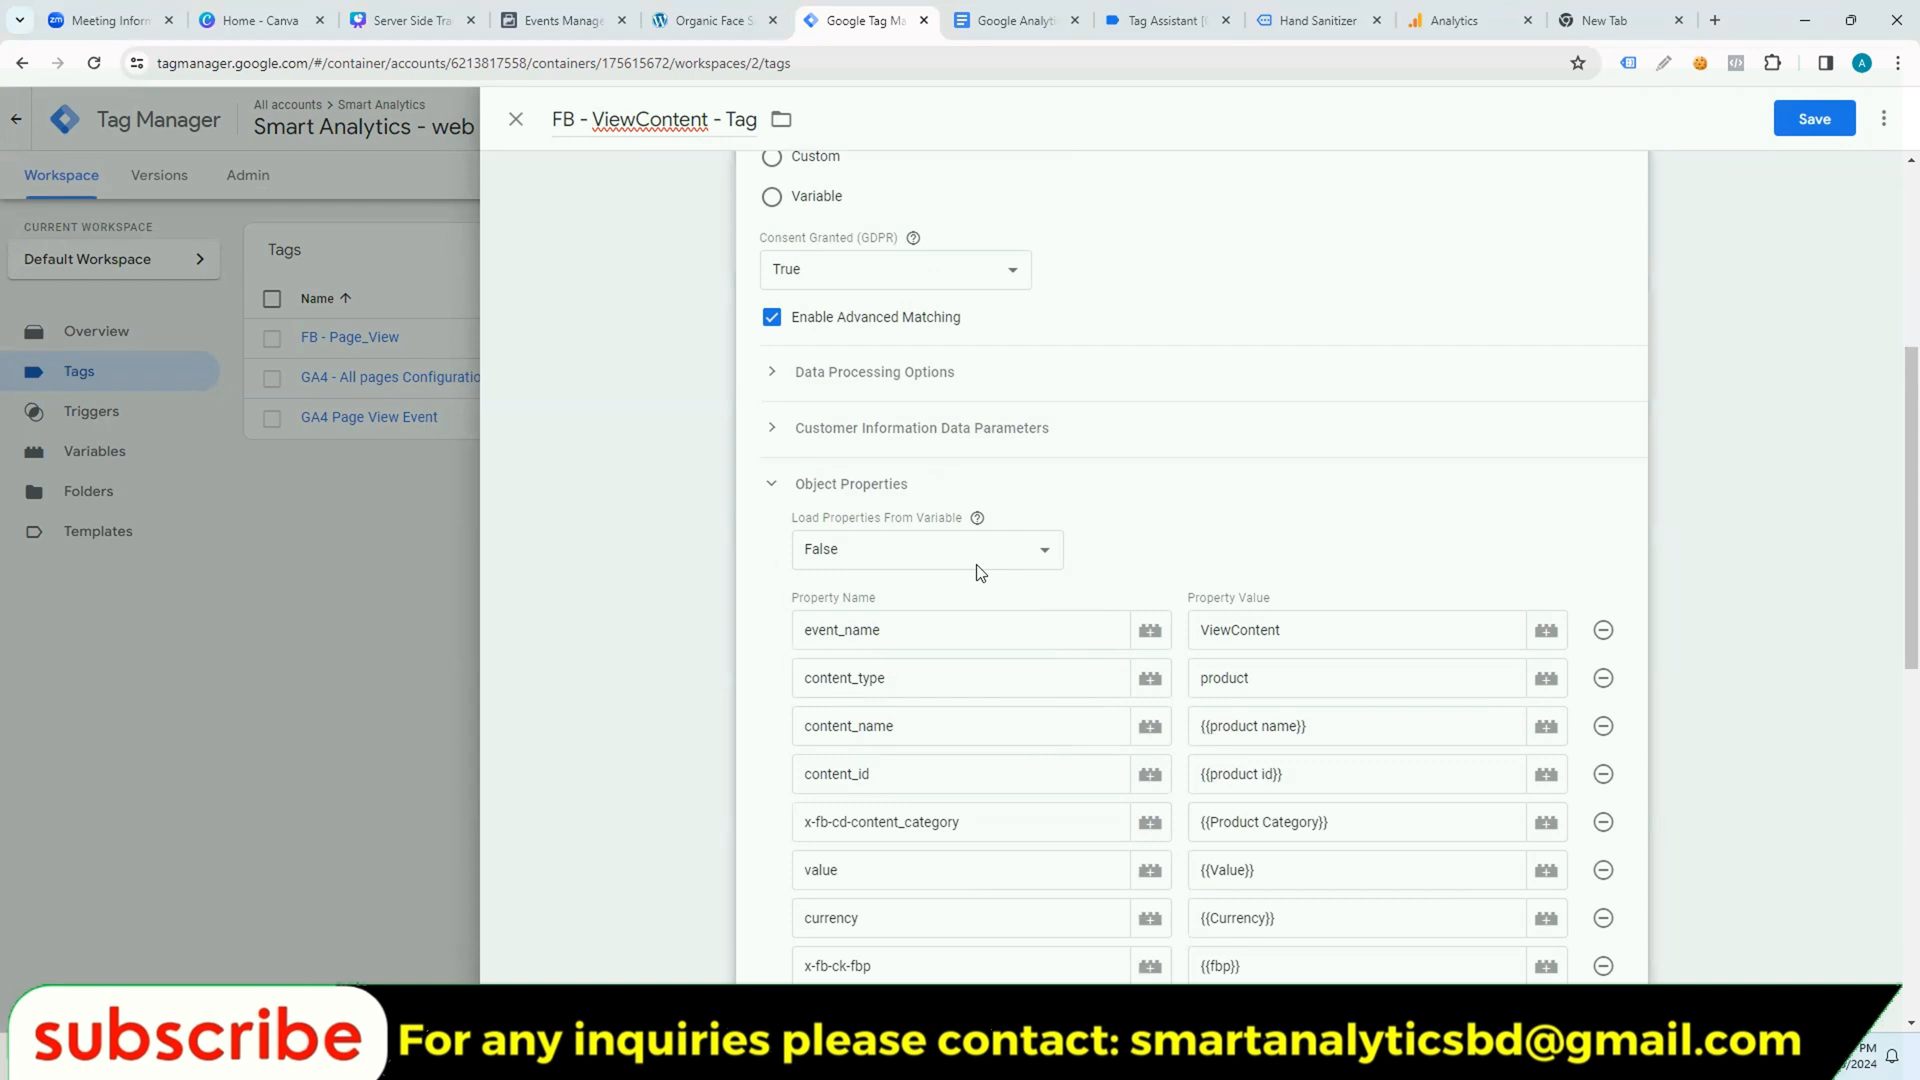 Meeting Inforn
Home - Canva
Server Side Tra
Events Manage
Organic Face S
Google Tag Ma
Google Analyti
Tag Assistant [
Hand Sanitizer
Analytics
New Tab
tagmanager.google.com/#/container/accounts/6213817558/containers/175615672/workspaces/2/tags
Tag Manager
All accounts > Smart Analytics
Smart Analytics - web
FB - ViewContent - Tag
Save
Workspace
Versions
Admin
CURRENT WORKSPACE
Default Workspace
Overview
Tags
Triggers
Variables
Folders
Templates
Tags
Name
FB - Page_View
GA4 - All pages Configuratio
GA4 Page View Event
Custom
Variable
Consent Granted (GDPR)
True
Enable Advanced Matching
Data Processing Options
Customer Information Data Parameters
Object Properties
Load Properties From Variable
False
Property Name Property Value
event_name ViewContent
content_type product
content_name {{product name}}
content_id {{product id}}
x-fb-cd-content_category {{Product Category}}
value {{Value}}
currency {{Currency}}
x-fb-ck-fbp {{fbp}}
subscribe
For any inquiries please contact: smartanalyticsbd@gmail.com
PM
/2024